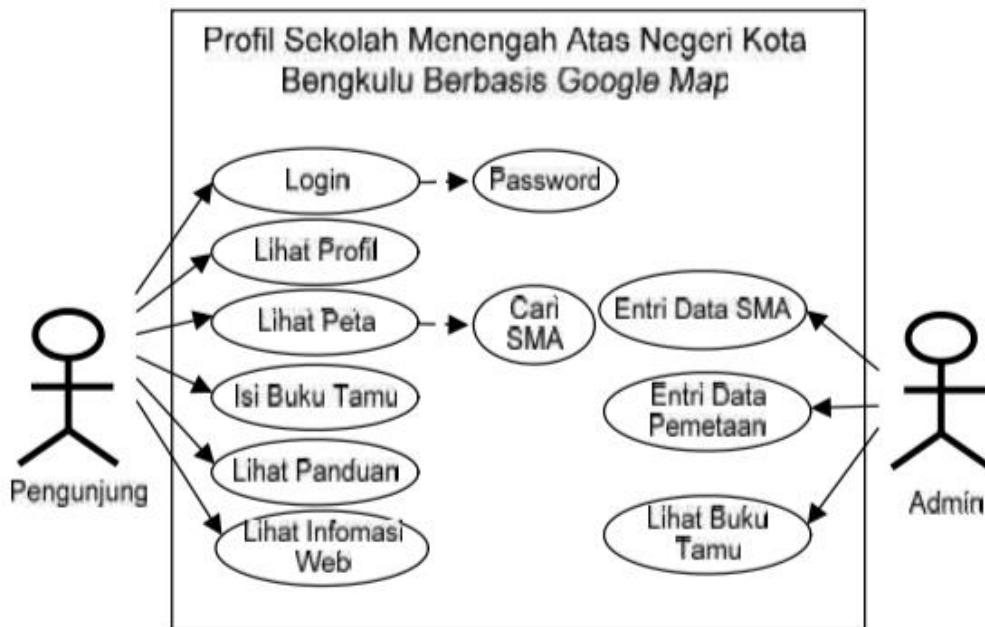 Profil Sekolah Menengah Atas Negeri Kota
Bengkulu Berbasis Google Map
Login
Password
Lihat Profil
Lihat Peta
Cari
SMA
Entri Data SMA
Isi Buku Tamu
Entri Data
Pemetaan
Lihat Panduan
Lihat Infomasi
Web
Lihat Buku
Tamu
Pengunjung
Admin